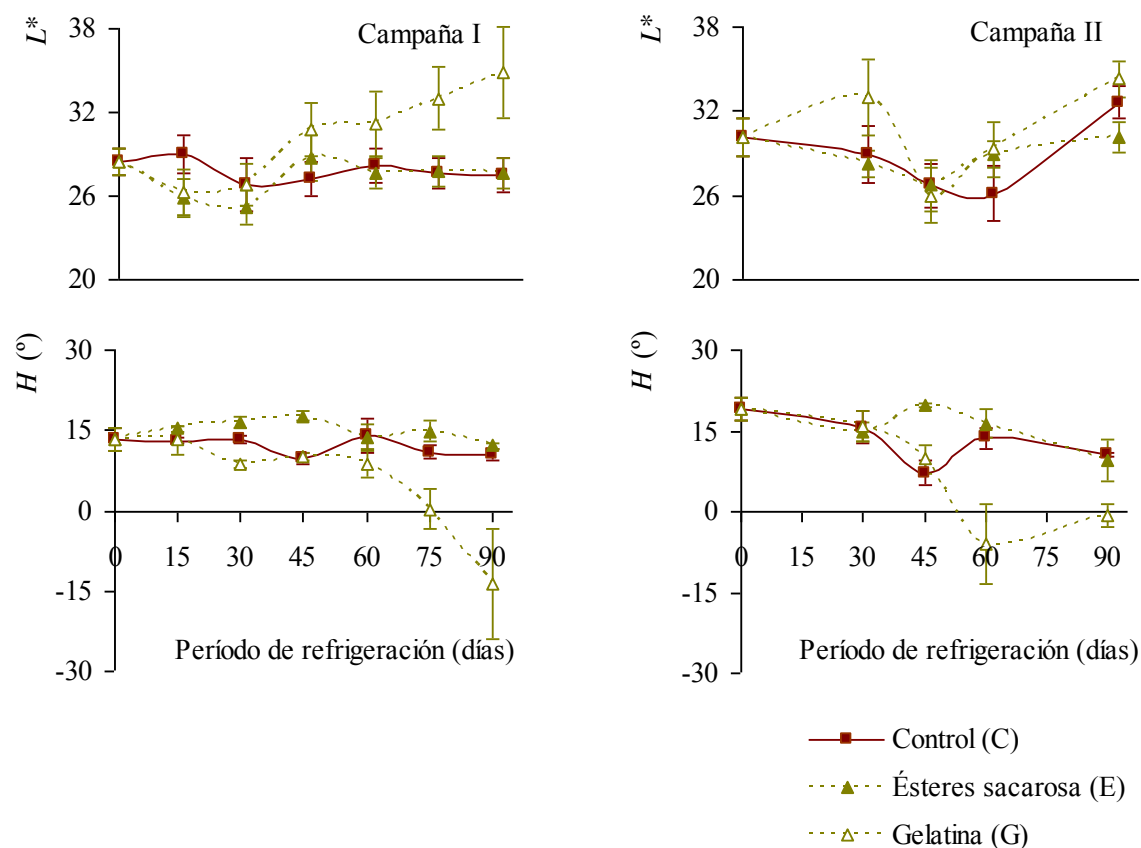 L*
Campaña I
38
32
26
20
L*
Campaña II
38
32
26
20
H (º)
30
15
0
-15
-30
0 15 30 45 60 75 90
Período de refrigeración (días)
H (º)
30
15
0
-15
-30
0 15 30 45 60 75 90
Período de refrigeración (días)
Control (C)
Ésteres sacarosa (E)
Gelatina (G)